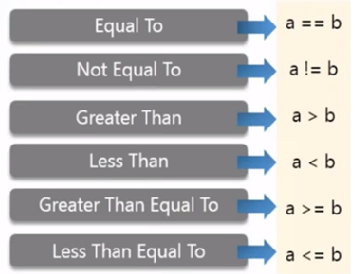 Equal To a == b
Not Equal To a != b
Greater Than a > b
Less Than a < b
Greater Than Equal To a >= b
Less Than Equal To a <= b